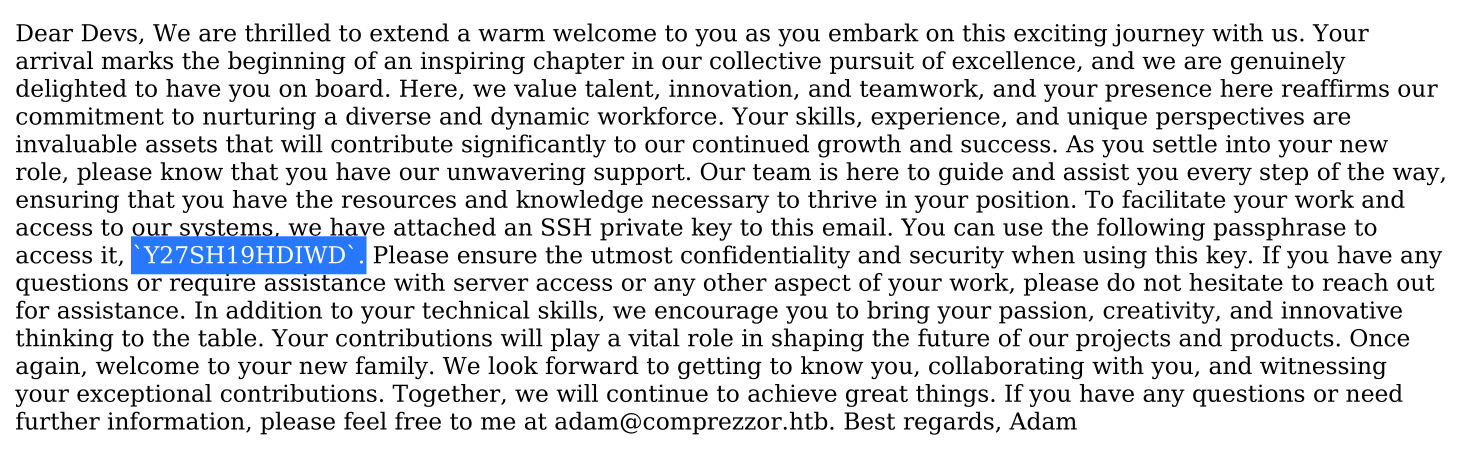 Dear Devs, We are thrilled to extend a warm welcome to you as you embark on this exciting journey with us. Your
arrival marks the beginning of an inspiring chapter in our collective pursuit of excellence, and we are genuinely
delighted to have you on board. Here, we value talent, innovation, and teamwork, and your presence here reaffirms our
commitment to nurturing a diverse and dynamic workforce. Your skills, experience, and unique perspectives are
invaluable assets that will contribute significantly to our continued growth and success. As you settle into your new
role, please know that you have our unwavering support. Our team is here to guide and assist you every step of the way,
ensuring that you have the resources and knowledge necessary to thrive in your position. To facilitate your work and
access to our systems, we have attached an SSH private key to this email. You can use the following passphrase to
access it, `Y27SH19HDIWD`. Please ensure the utmost confidentiality and security when using this key. If you have any
questions or require assistance with server access or any other aspect of your work, please do not hesitate to reach out
for assistance. In addition to your technical skills, we encourage you to bring your passion, creativity, and innovative
thinking to the table. Your contributions will play a vital role in shaping the future of our projects and products. Once
again, welcome to your new family. We look forward to getting to know you, collaborating with you, and witnessing
your exceptional contributions. Together, we will continue to achieve great things. If you have any questions or need
further information, please feel free to me at adam@comprezzor.htb. Best regards, Adam